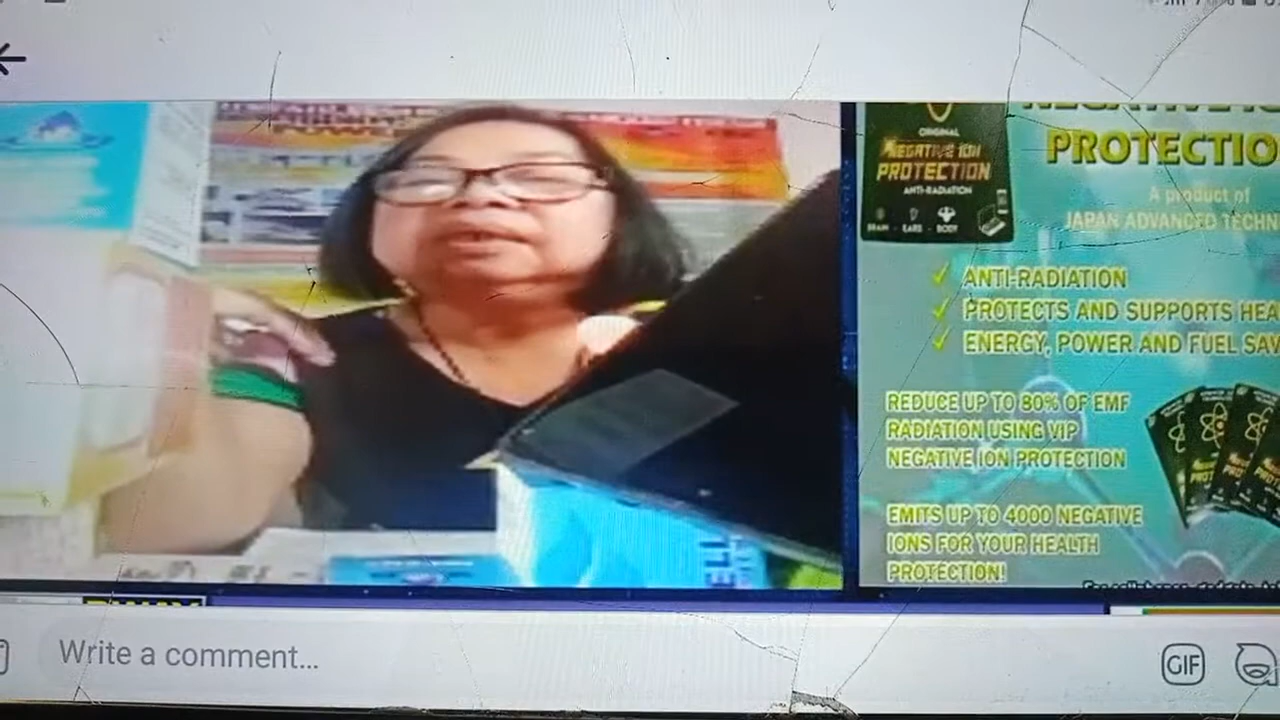 ORIGINAL
NEGATIVE ION
PROTECTION
ANTI-RADIATION
BRAIN - EARS - BODY
PROTECTIO
A product of
JAPAN ADVANCED TECHN
ANTI-RADIATION
PROTECTS AND SUPPORTS HEA
ENERGY, POWER AND FUEL SAV
REDUCE UP TO 80% OF EMF
RADIATION USING VIP
NEGATIVE ION PROTECTION
EMITS UP TO 4000 NEGATIVE
IONS FOR YOUR HEALTH
PROTECTION!
Write a comment...
GIF